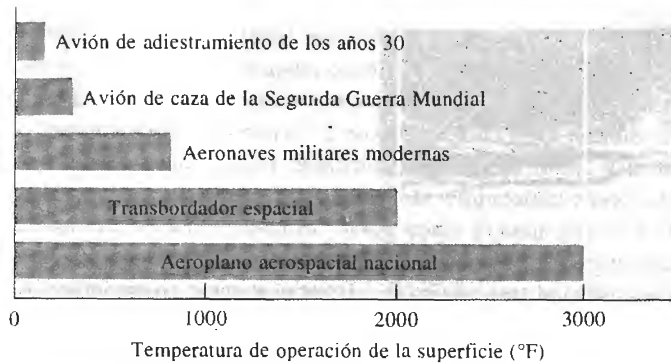 Avión de adiestramiento de los años 30
Avión de caza de la Segunda Guerra Mundial
Aeronaves militares modernas
Transbordador espacial
Aeroplano aerospacial nacional
0 1000 2000 3000
Temperatura de operación de la superficie (°F)